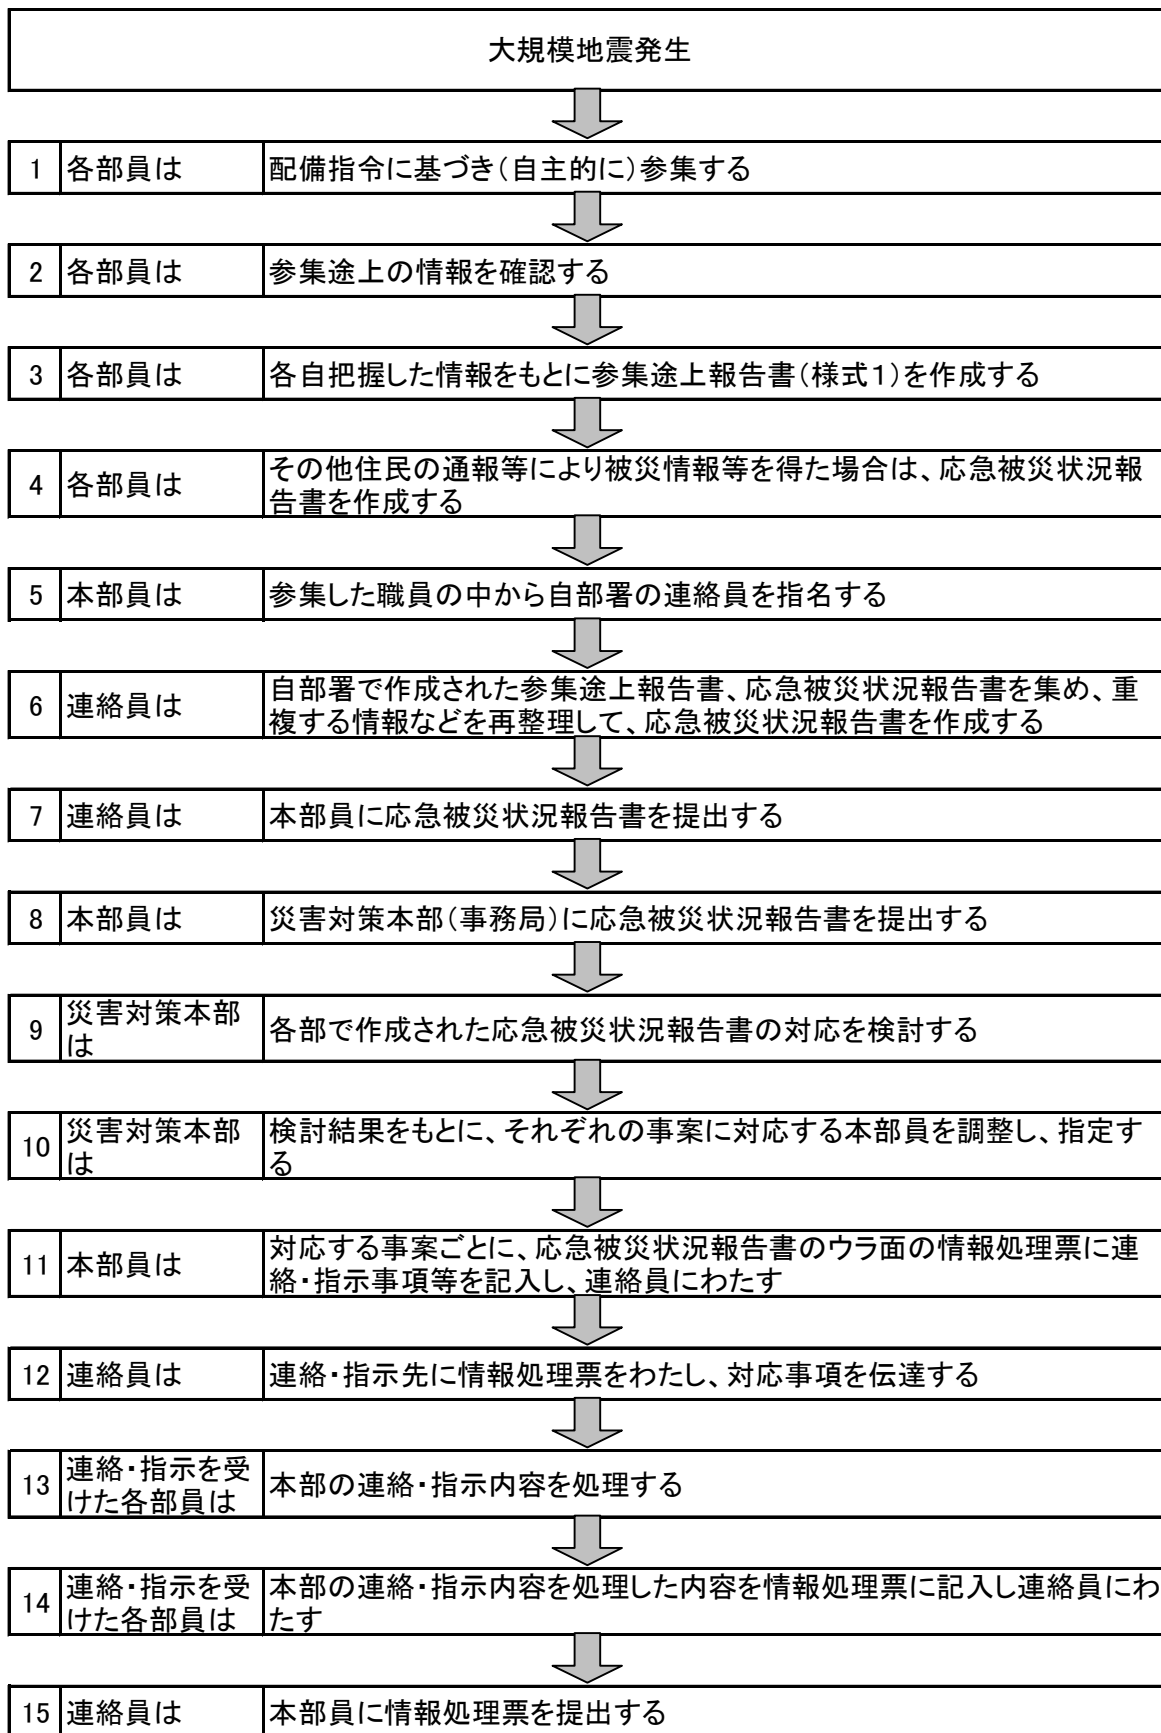 大規模地震発生
1 各部員は 配備指令に基づき(自主的に)参集する
2 各部員は 参集途上の情報を確認する
3 各部員は 各自把握した情報をもとに参集途上報告書(様式1)を作成する
4 各部員は その他住民の通報等により被災情報等を得た場合は、応急被災状況報
告書を作成する
5 本部員は 参集した職員の中から自部署の連絡員を指名する
6 連絡員は 自部署で作成された参集途上報告書、応急被災状況報告書を集め、重
複する情報などを再整理して、応急被災状況報告書を作成する
7 連絡員は 本部員に応急被災状況報告書を提出する
8 本部員は 災害対策本部(事務局)に応急被災状況報告書を提出する
9 災害対策本部
は 各部で作成された応急被災状況報告書の対応を検討する
10 災害対策本部
は 検討結果をもとに、それぞれの事案に対応する本部員を調整し、指定す
る
11 本部員は 対応する事案ごとに、応急被災状況報告書のウラ面の情報処理票に連
絡・指示事項等を記入し、連絡員にわたす
12 連絡員は 連絡・指示先に情報処理票をわたし、対応事項を伝達する
13 連絡・指示を受
けた各部員は 本部の連絡・指示内容を処理する
14 連絡・指示を受
けた各部員は 本部の連絡・指示内容を処理した内容を情報処理票に記入し連絡員にわ
たす
15 連絡員は 本部員に情報処理票を提出する